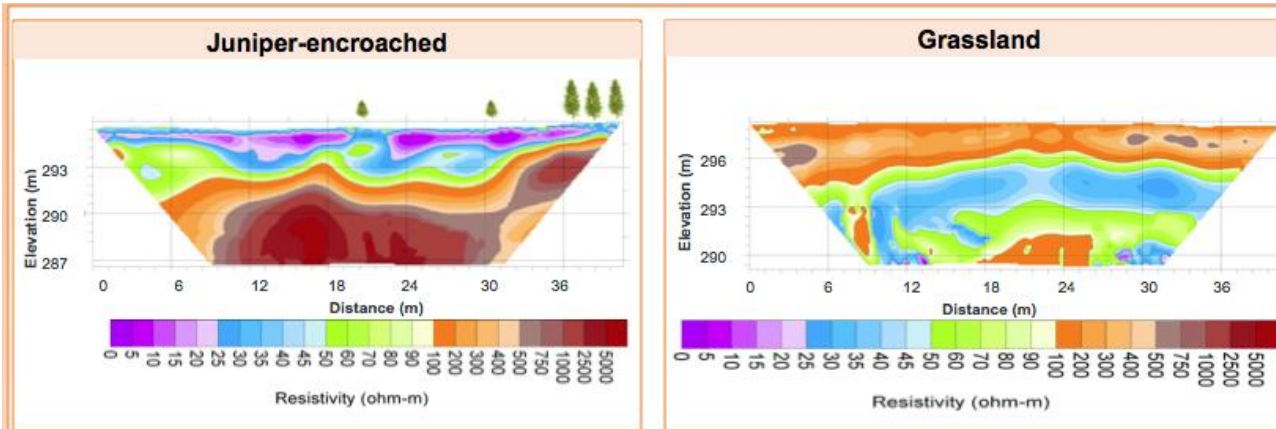 Juniper-encroached
Elevation (m)
293
290
287
0 6 12 18 24 30 36
Distance (m)
0 5 10 15 20 25 30 35 40 45 50 60 70 80 90 100 200 300 400 500 750 1000 2500 5000
Resistivity (ohm-m)
Grassland
Elevation (m)
296
293
290
0 6 12 18 24 30 36
Distance (m)
0 5 10 15 20 25 30 35 40 45 50 60 70 80 90 100 200 300 400 500 750 1000 2500 5000
Resistivity (ohm-m)